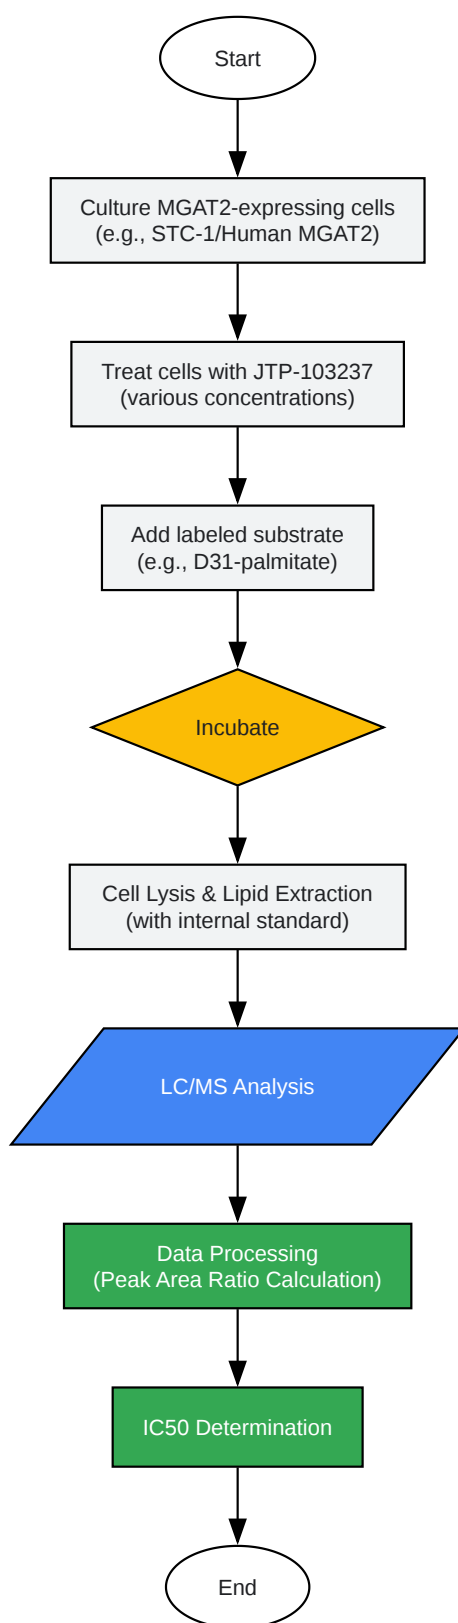 Start
Culture MGAT2-expressing cells
(e.g., STC-1/Human MGAT2)
Treat cells with JTP-103237
(various concentrations)
Add labeled substrate
(e.g., D31-palmitate)
Incubate
Cell Lysis & Lipid Extraction
(with internal standard)
LC/MS Analysis
Data Processing
(Peak Area Ratio Calculation)
IC50 Determination
End